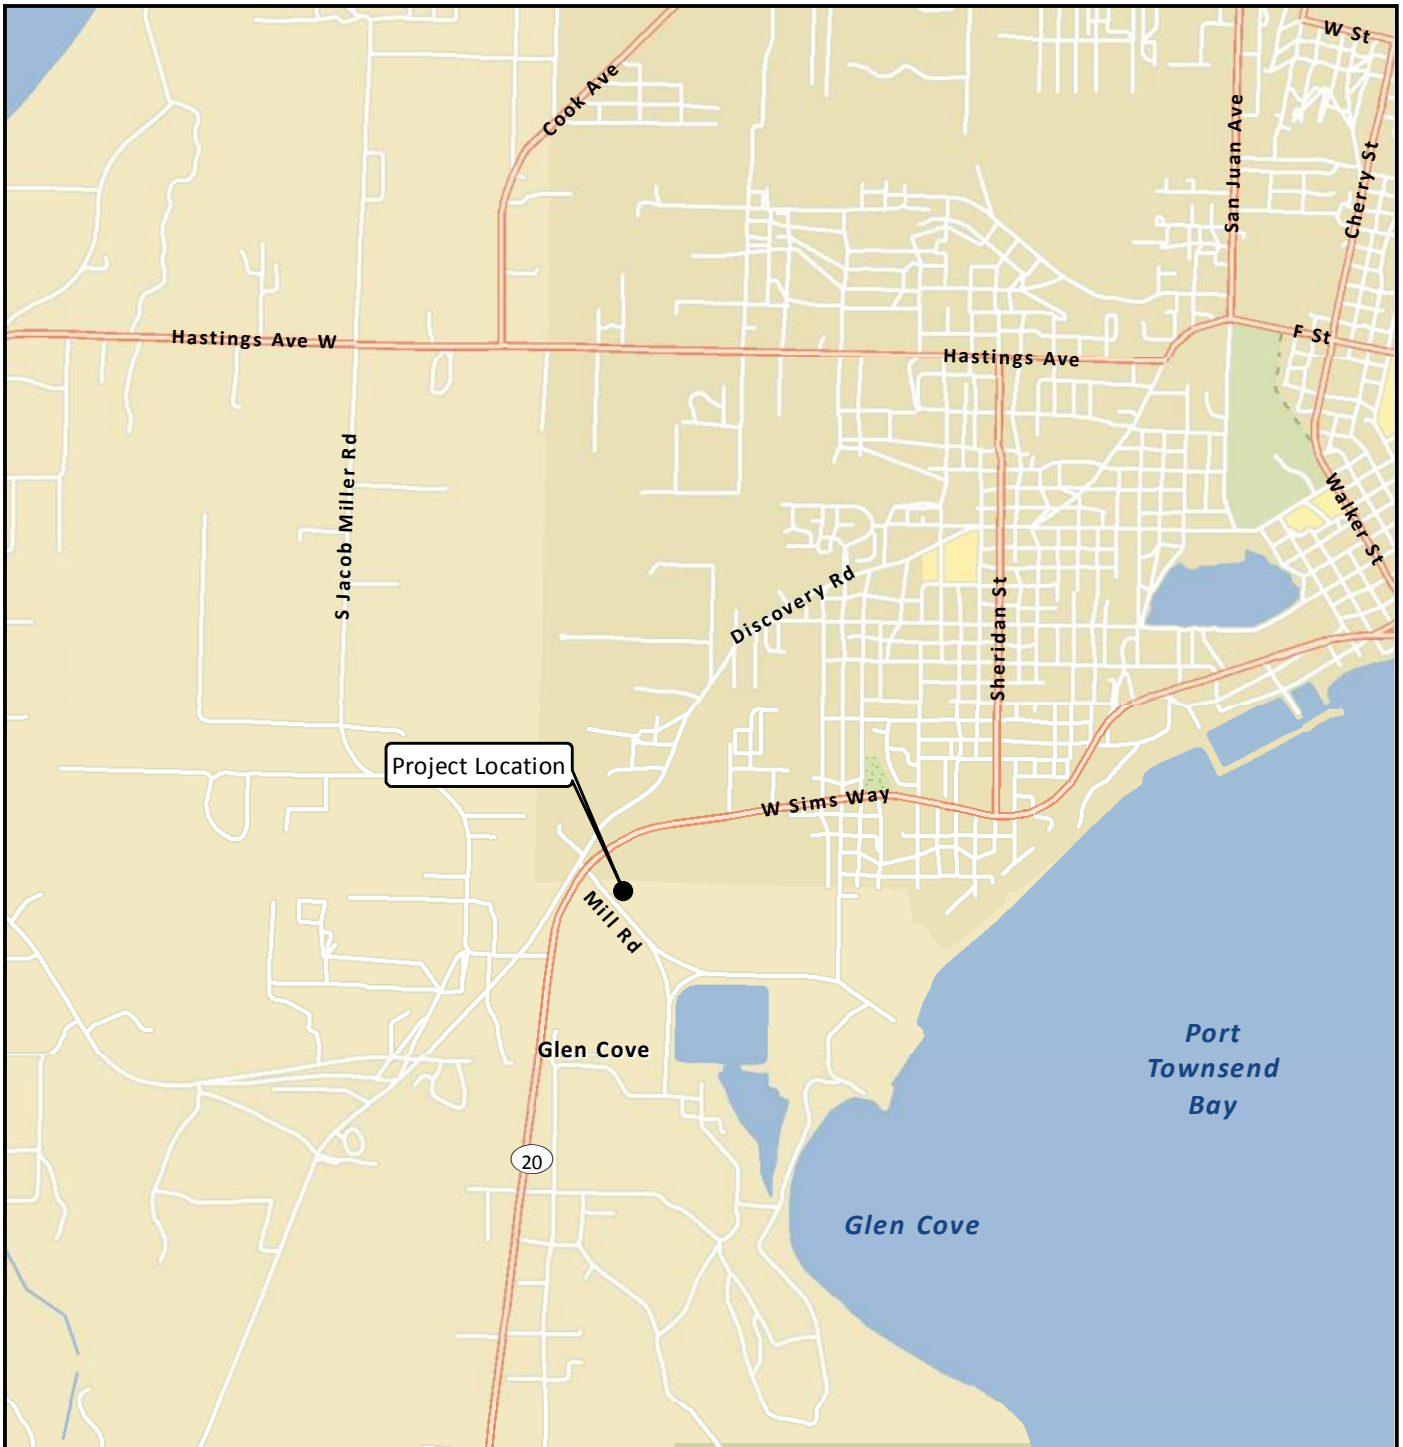 W St
Cook Ave
San Juan Ave
Cherry St
Hastings Ave W
F St
Hastings Ave
S Jacob Miller Rd
Walker St
Discovery Rd
Sheridan St
Project Location
W Sims Way
Mill Rd
Glen Cove
Port
Townsend
Bay
20
Glen Cove